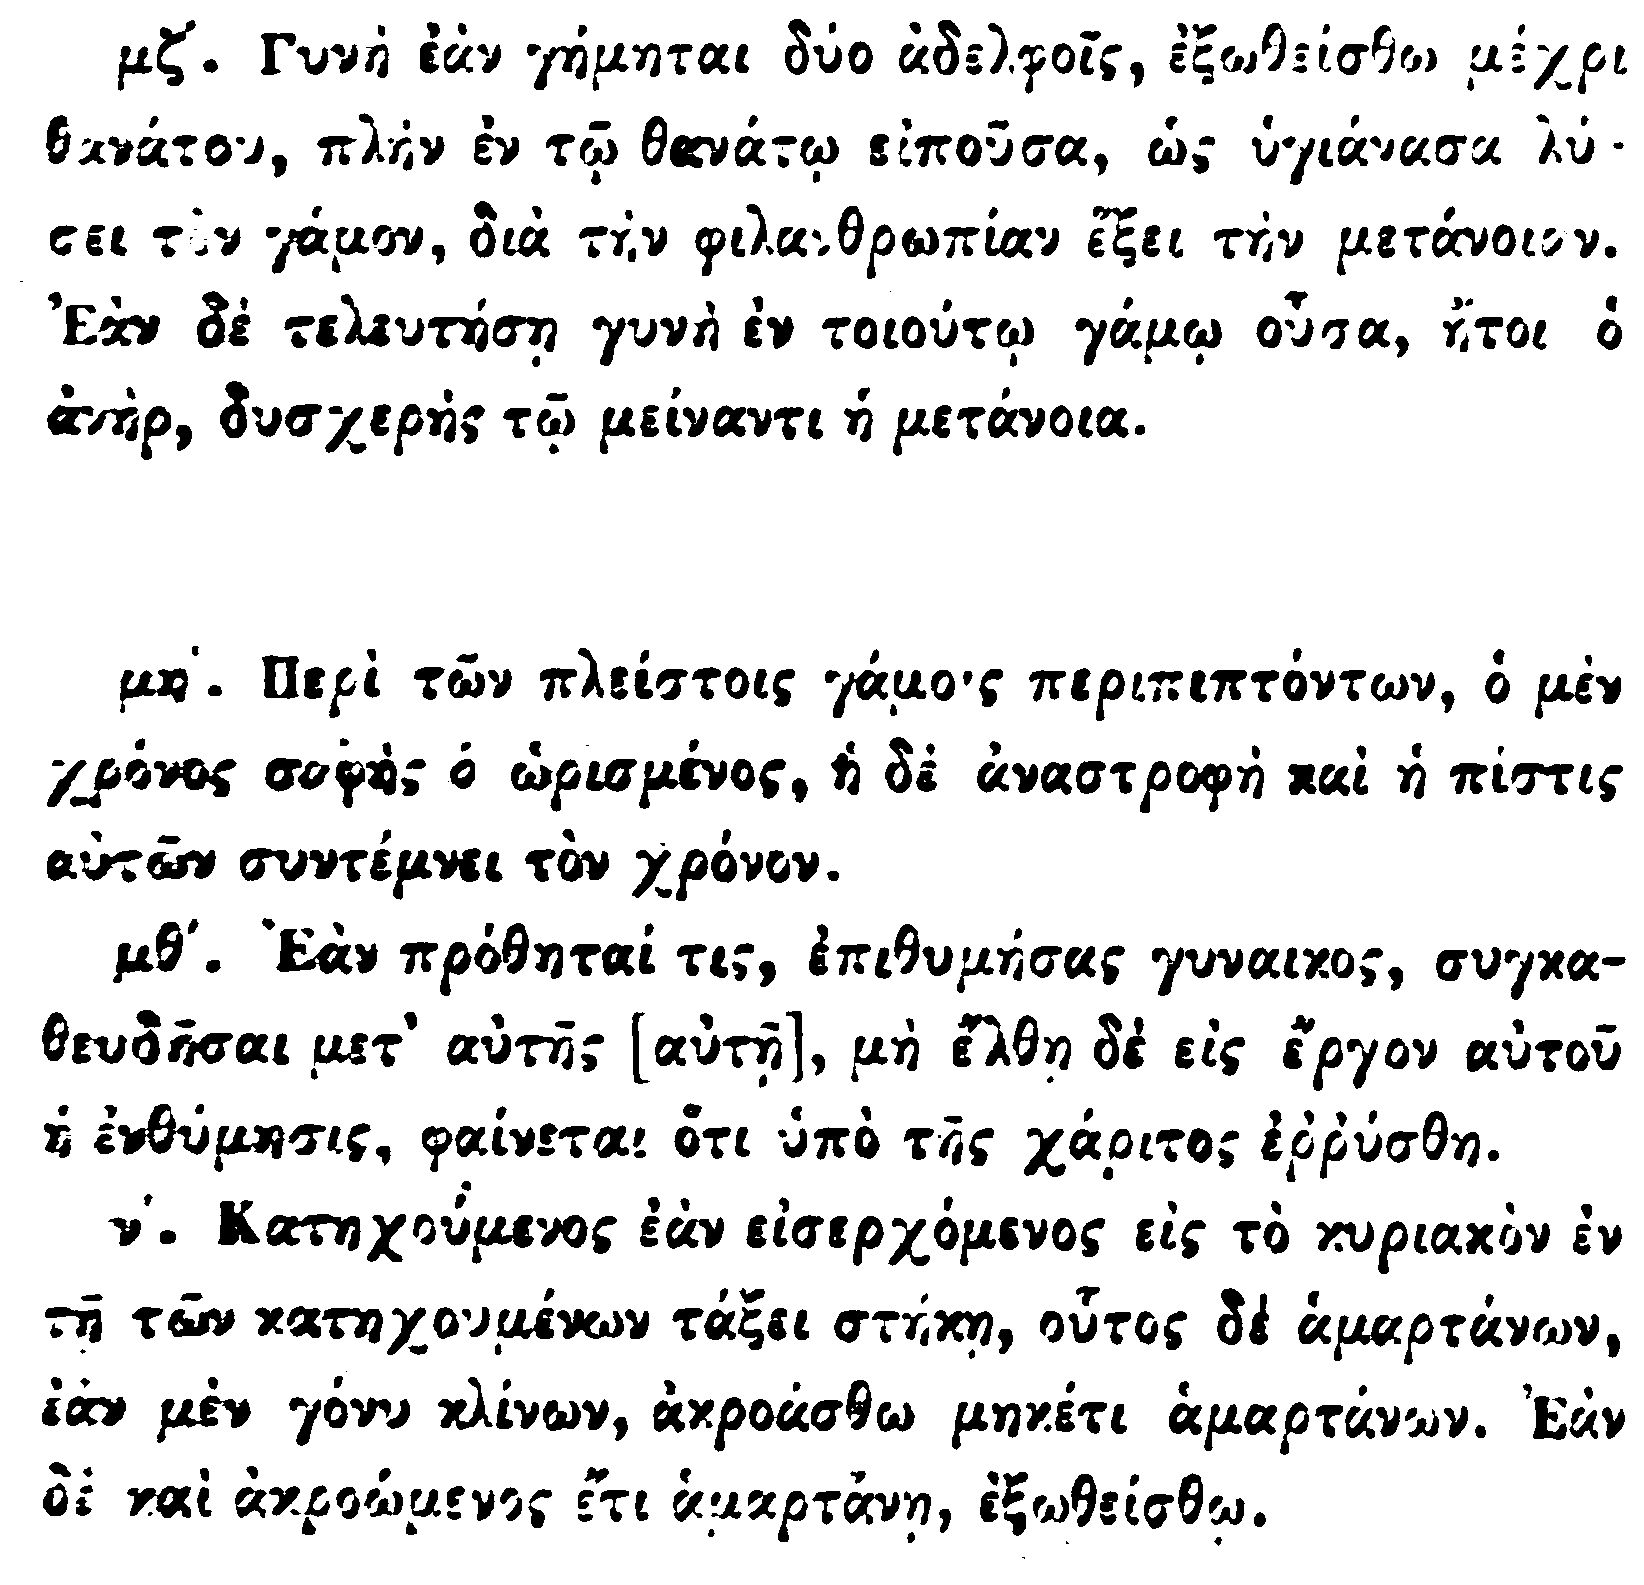 μζ´. Γυνὴ ἐὰν γήμηται δύο ἀδελφοῖς, ἐξωθείσθω μέχρι
θανάτου, πλὴν ἐν τῷ θανάτῳ εἰποῦσα, ὡς ὑγιάνασα λύ-
σει τὸν γάμον, διὰ τὴν φιλανθρωπίαν ἕξει τὴν μετάνοιαν.
Ἐὰν δὲ τελευτήσῃ γυνὴ ἐν τοιούτῳ γάμῳ οὖσα, ἤτοι ὁ
ἀνὴρ, δυσχερὴς τῷ μείναντι ἡ μετάνοια.
μη´. Περὶ τῶν πλείστοις γάμοις περιπιπτόντων, ὁ μὲν
χρόνος σαφὴς ὁ ὡρισμένος, ἡ δὲ ἀναστροφὴ καὶ ἡ πίστις
αὐτῶν συντέμνει τὸν χρόνον.
μθ´. Ἐὰν πρόθηταί τις, ἐπιθυμήσας γυναικος, συγκα-
θευδῆσαι μετ' αὐτῆς [αὐτῇ], μὴ ἔλθῃ δὲ εἰς ἔργον αὐτοῦ
ἡ ἐνθύμησις, φαίνεται ὅτι ὑπὸ τῆς χάριτος ἐῤῥύσθη.
ν´. Κατηχούμενος ἐὰν εἰσερχόμενος εἰς τὸ κυριακὸν ἐν
τῇ τῶν κατηχουμένων τάξει στήκῃ, οὗτος δὲ ἁμαρτάνων,
ἐὰν μὲν γόνυ κλίνων, ἀκροάσθω μηκέτι ἁμαρτάνων. Ἐὰν
δὲ καὶ ἀκροώμενος ἔτι ἁμαρτάνῃ, ἐξωθείσθω.